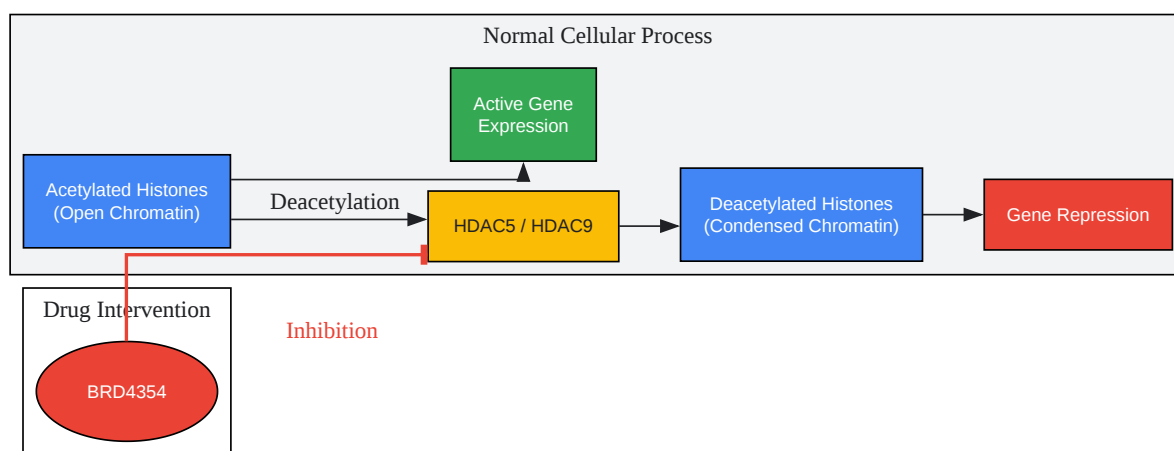 Normal Cellular Process
Active Gene
Expression
Acetylated Histones
(Open Chromatin)
Deacetylation
HDAC5 / HDAC9
Deacetylated Histones
(Condensed Chromatin)
Gene Repression
Drug Intervention
Inhibition
BRD4354